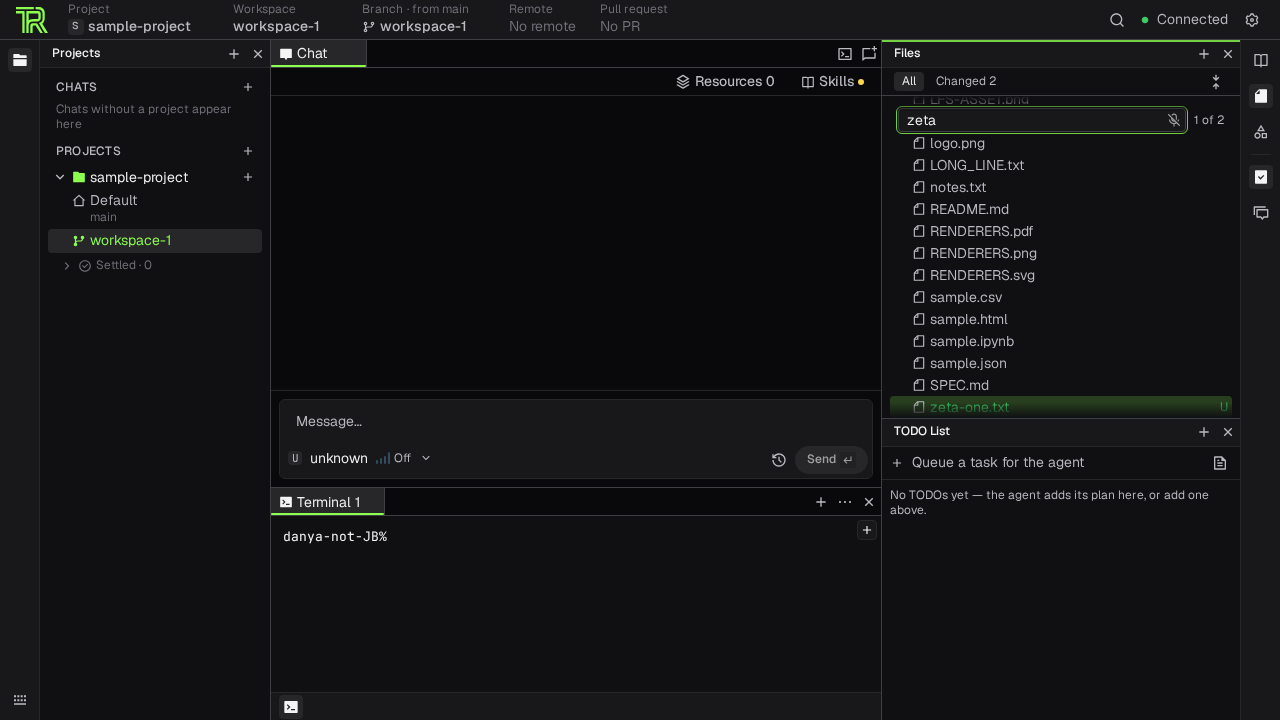 TR
Project
S sample-project
Workspace
workspace-1
Branch · from main
workspace-1
Remote
No remote
Pull request
No PR
Connected
Projects
CHATS
Chats without a project appear
here
PROJECTS
sample-project
Default
main
workspace-1
Settled · 0
Chat
Resources 0
Skills
Message...
U unknown Off
Send
Terminal 1
danya-not-JB%
Files
All
Changed 2
LFS-ASSET.bnd
zeta
1 of 2
logo.png
LONG_LINE.txt
notes.txt
README.md
RENDERERS.pdf
RENDERERS.png
RENDERERS.svg
sample.csv
sample.html
sample.ipynb
sample.json
SPEC.md
zeta-one.txt U
TODO List
Queue a task for the agent
No TODOs yet — the agent adds its plan here, or add one
above.